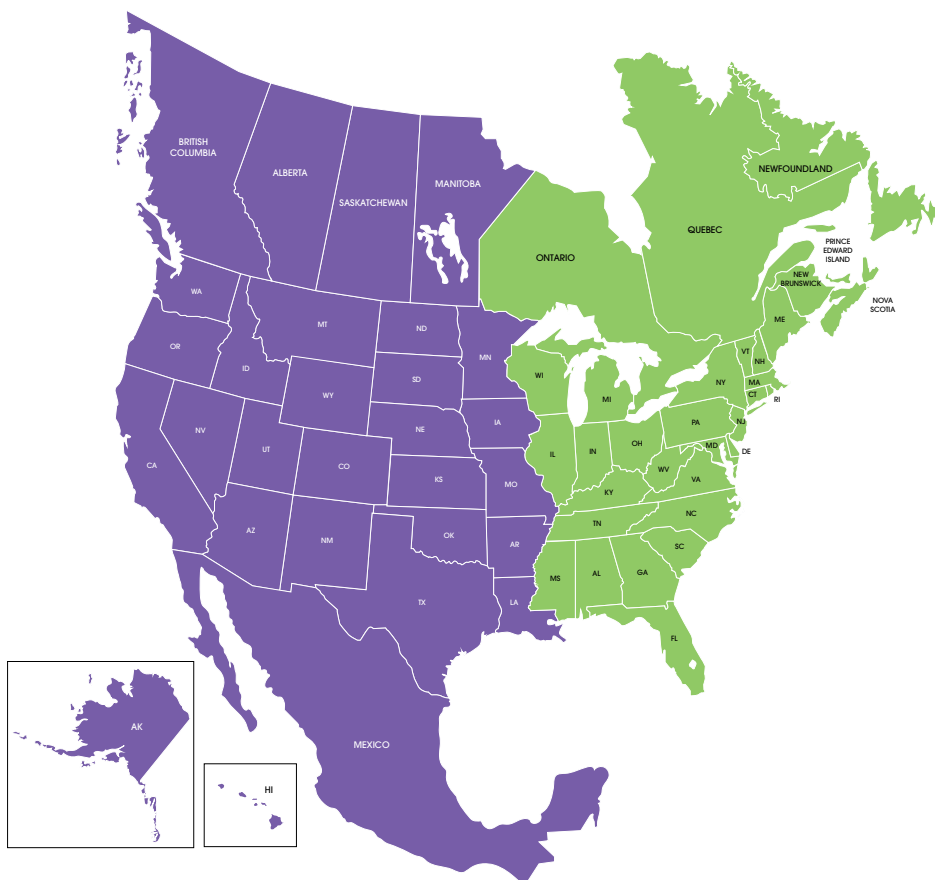 BRITISH
COLUMBIA
ALBERTA
SASKATCHEWAN
MANITOBA
ONTARIO
QUEBEC
NEWFOUNDLAND
PRINCE
EDWARD
ISLAND
NEW
BRUNSWICK
NOVA
SCOTIA
WA
MT
ND
MN
OR
ID
WY
SD
WI
MI
NY
VT
NH
ME
MA
CT
RI
NV
UT
CO
NE
IA
IL
IN
OH
PA
NJ
MD
DE
CA
KS
MO
KY
WV
VA
AZ
NM
OK
AR
TN
NC
SC
TX
LA
MS
AL
GA
FL
AK
HI
MEXICO